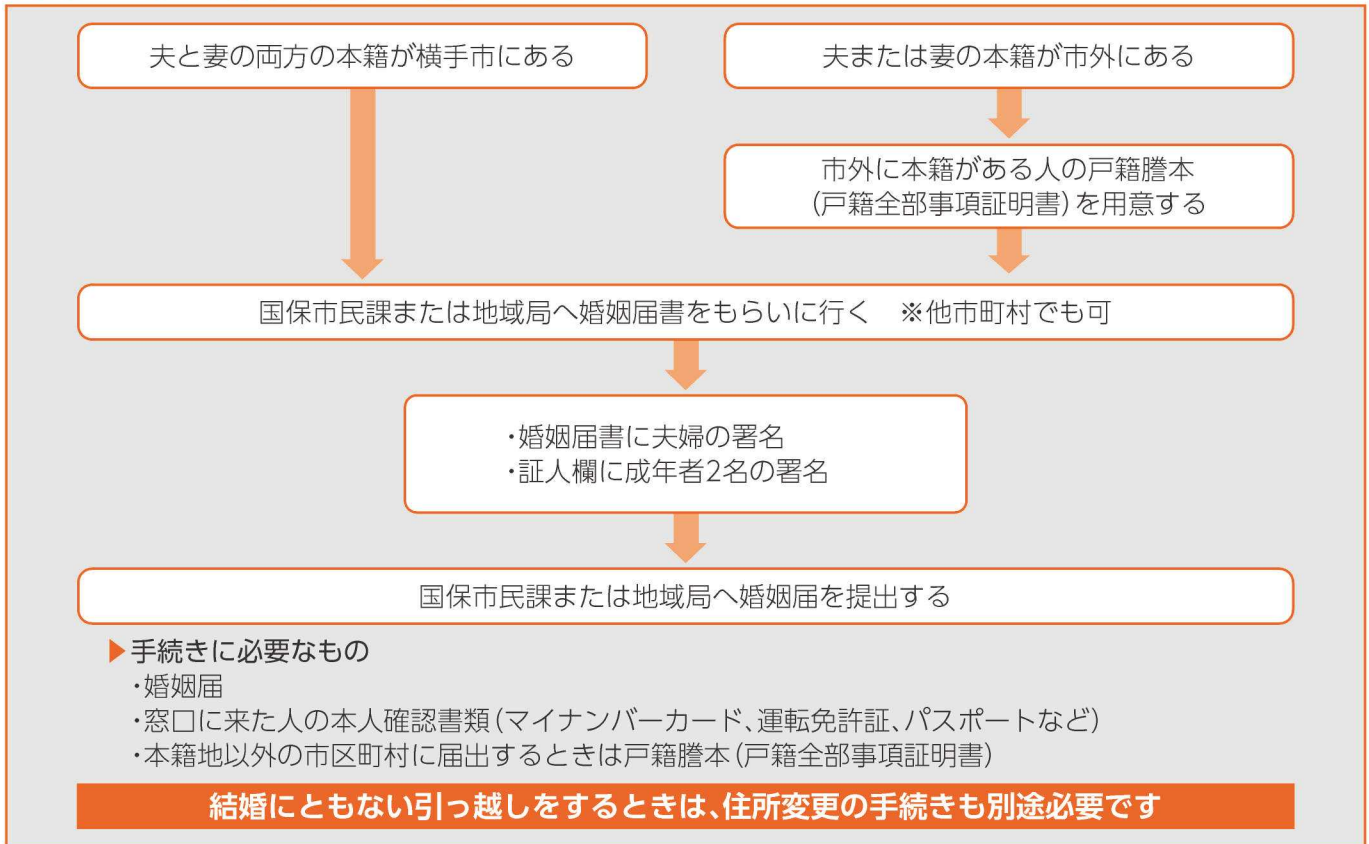 夫と妻の両方の本籍が横手市にある
夫または妻の本籍が市外にある
市外に本籍がある人の戸籍謄本
(戸籍全部事項証明書)を用意する
国保市民課または地域局へ婚姻届書をもらいに行く　※他市町村でも可
・婚姻届書に夫婦の署名
・証人欄に成年者2名の署名
国保市民課または地域局へ婚姻届を提出する
▶手続きに必要なもの
・婚姻届
・窓口に来た人の本人確認書類(マイナンバーカード、運転免許証、パスポートなど)
・本籍地以外の市区町村に届出するときは戸籍謄本(戸籍全部事項証明書)
結婚にともない引っ越しをするときは、住所変更の手続きも別途必要です